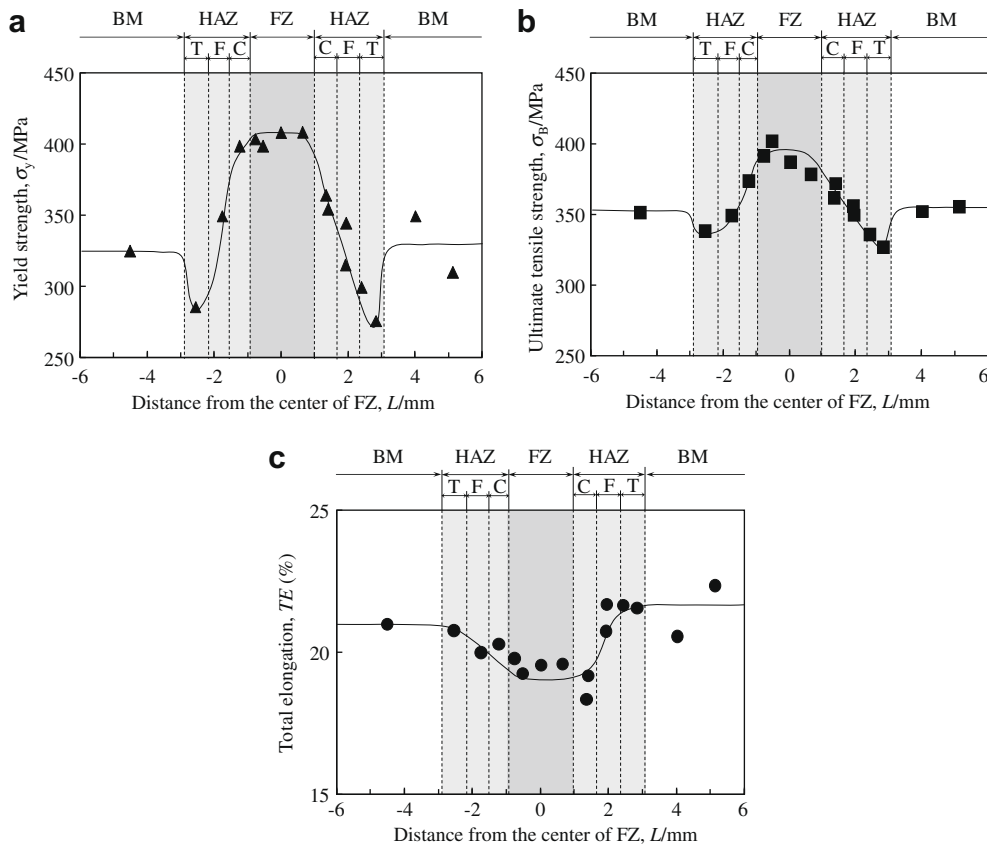 a
BM HAZ FZ HAZ BM
T F C C F T
450
400
350
300
250
Yield strength, σy/MPa
-6 -4 -2 0 2 4 6
Distance from the center of FZ, L/mm
b
BM HAZ FZ HAZ BM
T F C C F T
450
400
350
300
250
Ultimate tensile strength, σB/MPa
-6 -4 -2 0 2 4 6
Distance from the center of FZ, L/mm
c
BM HAZ FZ HAZ BM
T F C C F T
25
20
15
Total elongation, TE (%)
-6 -4 -2 0 2 4 6
Distance from the center of FZ, L/mm